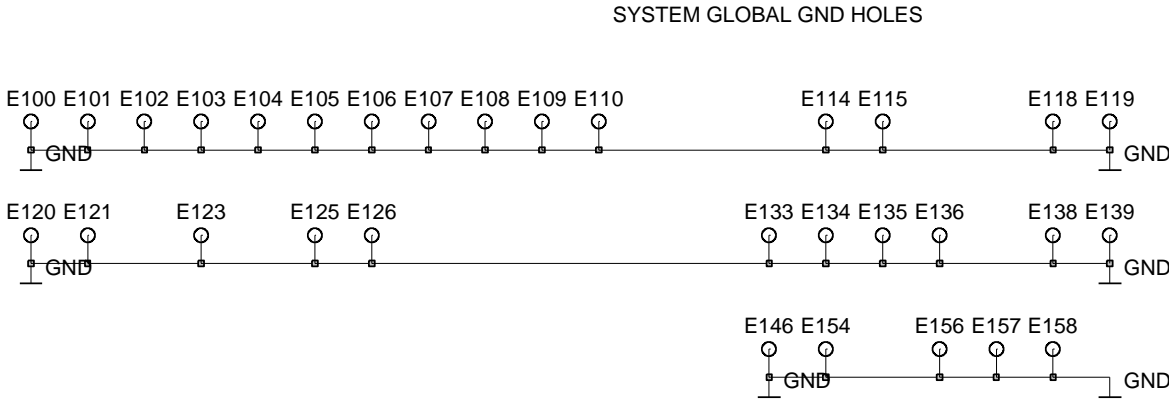 SYSTEM GLOBAL GND HOLES
E100 E101 E102 E103 E104 E105 E106 E107 E108 E109 E110 E114 E115 E118 E119
GND GND
E120 E121 E123 E125 E126 E133 E134 E135 E136 E138 E139
GND GND
E146 E154 E156 E157 E158
GND GND